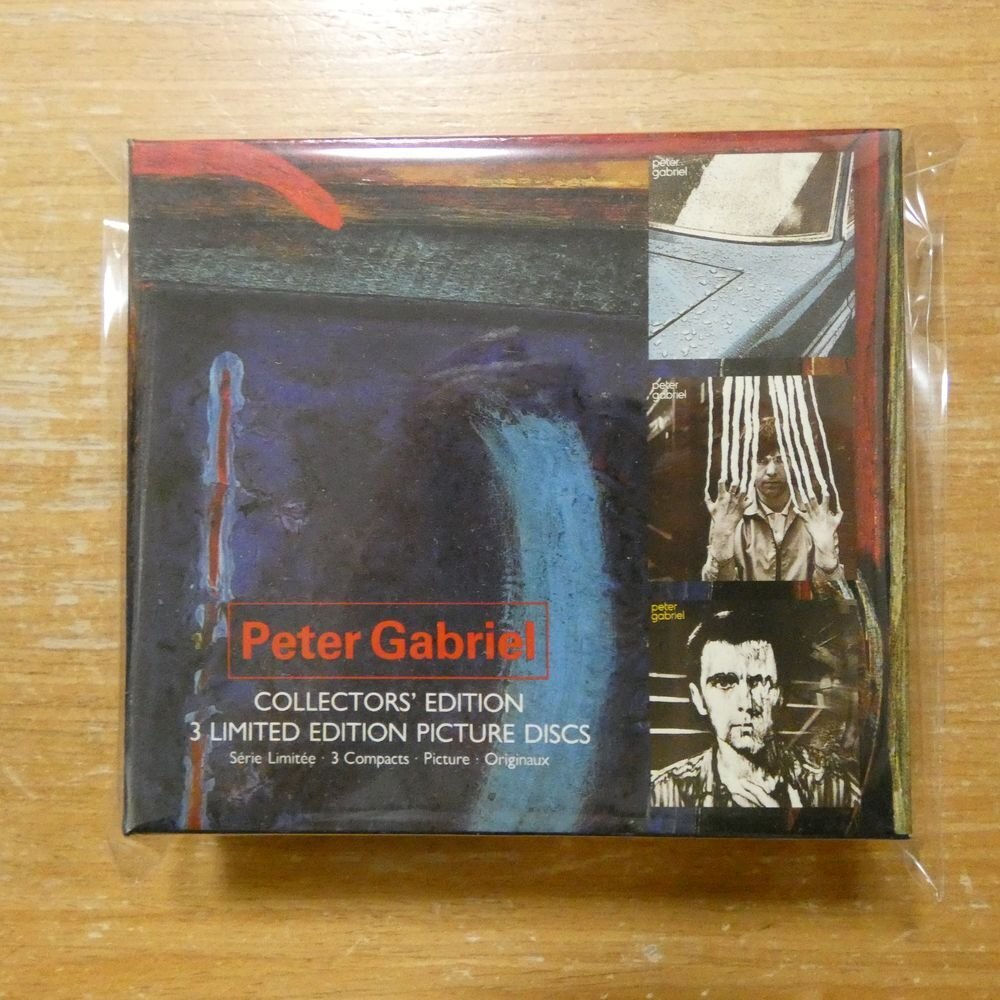 peter
gabriel
peter
gabriel
peter
gabriel
Peter Gabriel
COLLECTORS' EDITION
3 LIMITED EDITION PICTURE DISCS
Série Limitée · 3 Compacts · Picture · Originaux